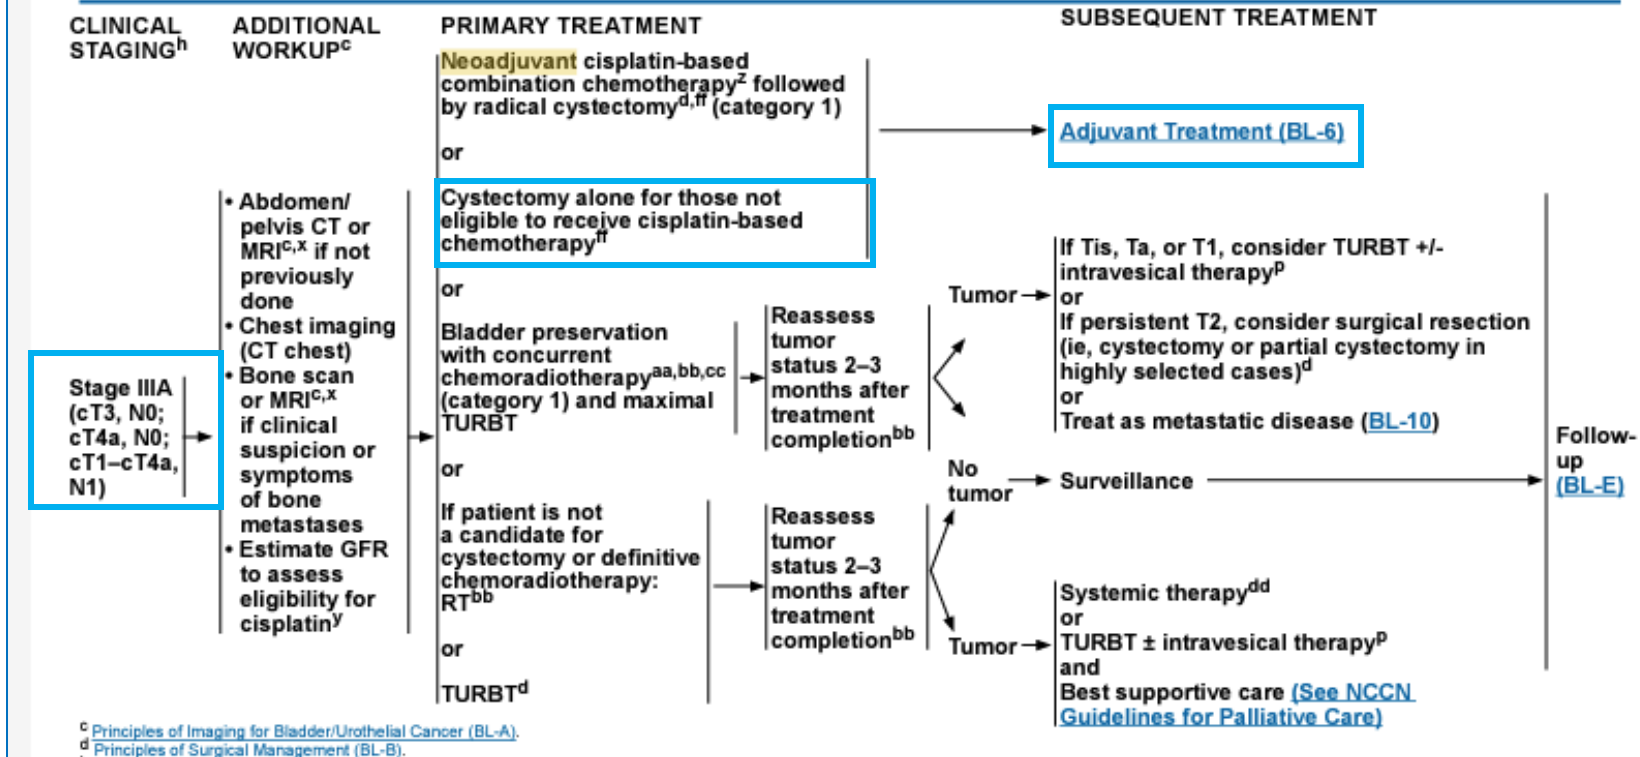 CLINICAL
STAGINGh
ADDITIONAL
WORKUPc
PRIMARY TREATMENT
SUBSEQUENT TREATMENT
Stage IIIA
(cT3, N0;
cT4a, N0;
cT1–cT4a,
N1)
• Abdomen/
pelvis CT or
MRIc,x if not
previously
done
• Chest imaging
(CT chest)
• Bone scan
or MRIc,x
if clinical
suspicion or
symptoms
of bone
metastases
• Estimate GFR
to assess
eligibility for
cisplatiny
Neoadjuvant cisplatin-based
combination chemotherapyz followed
by radical cystectomyd,ff (category 1)
or
Cystectomy alone for those not
eligible to receive cisplatin-based
chemotherapyff
or
Bladder preservation
with concurrent
chemoradiotherapyaa,bb,cc
(category 1) and maximal
TURBT
or
If patient is not
a candidate for
cystectomy or definitive
chemoradiotherapy:
RTbb
or
TURBTd
Adjuvant Treatment (BL-6)
Reassess
tumor
status 2–3
months after
treatment
completionbb
Reassess
tumor
status 2–3
months after
treatment
completionbb
Tumor
No
tumor
Tumor
If Tis, Ta, or T1, consider TURBT +/-
intravesical therapyp
or
If persistent T2, consider surgical resection
(ie, cystectomy or partial cystectomy in
highly selected cases)d
or
Treat as metastatic disease (BL-10)
Surveillance
Systemic therapydd
or
TURBT ± intravesical therapyp
and
Best supportive care (See NCCN
Guidelines for Palliative Care)
Follow-
up
(BL-E)
c Principles of Imaging for Bladder/Urothelial Cancer (BL-A).
d Principles of Surgical Management (BL-B).